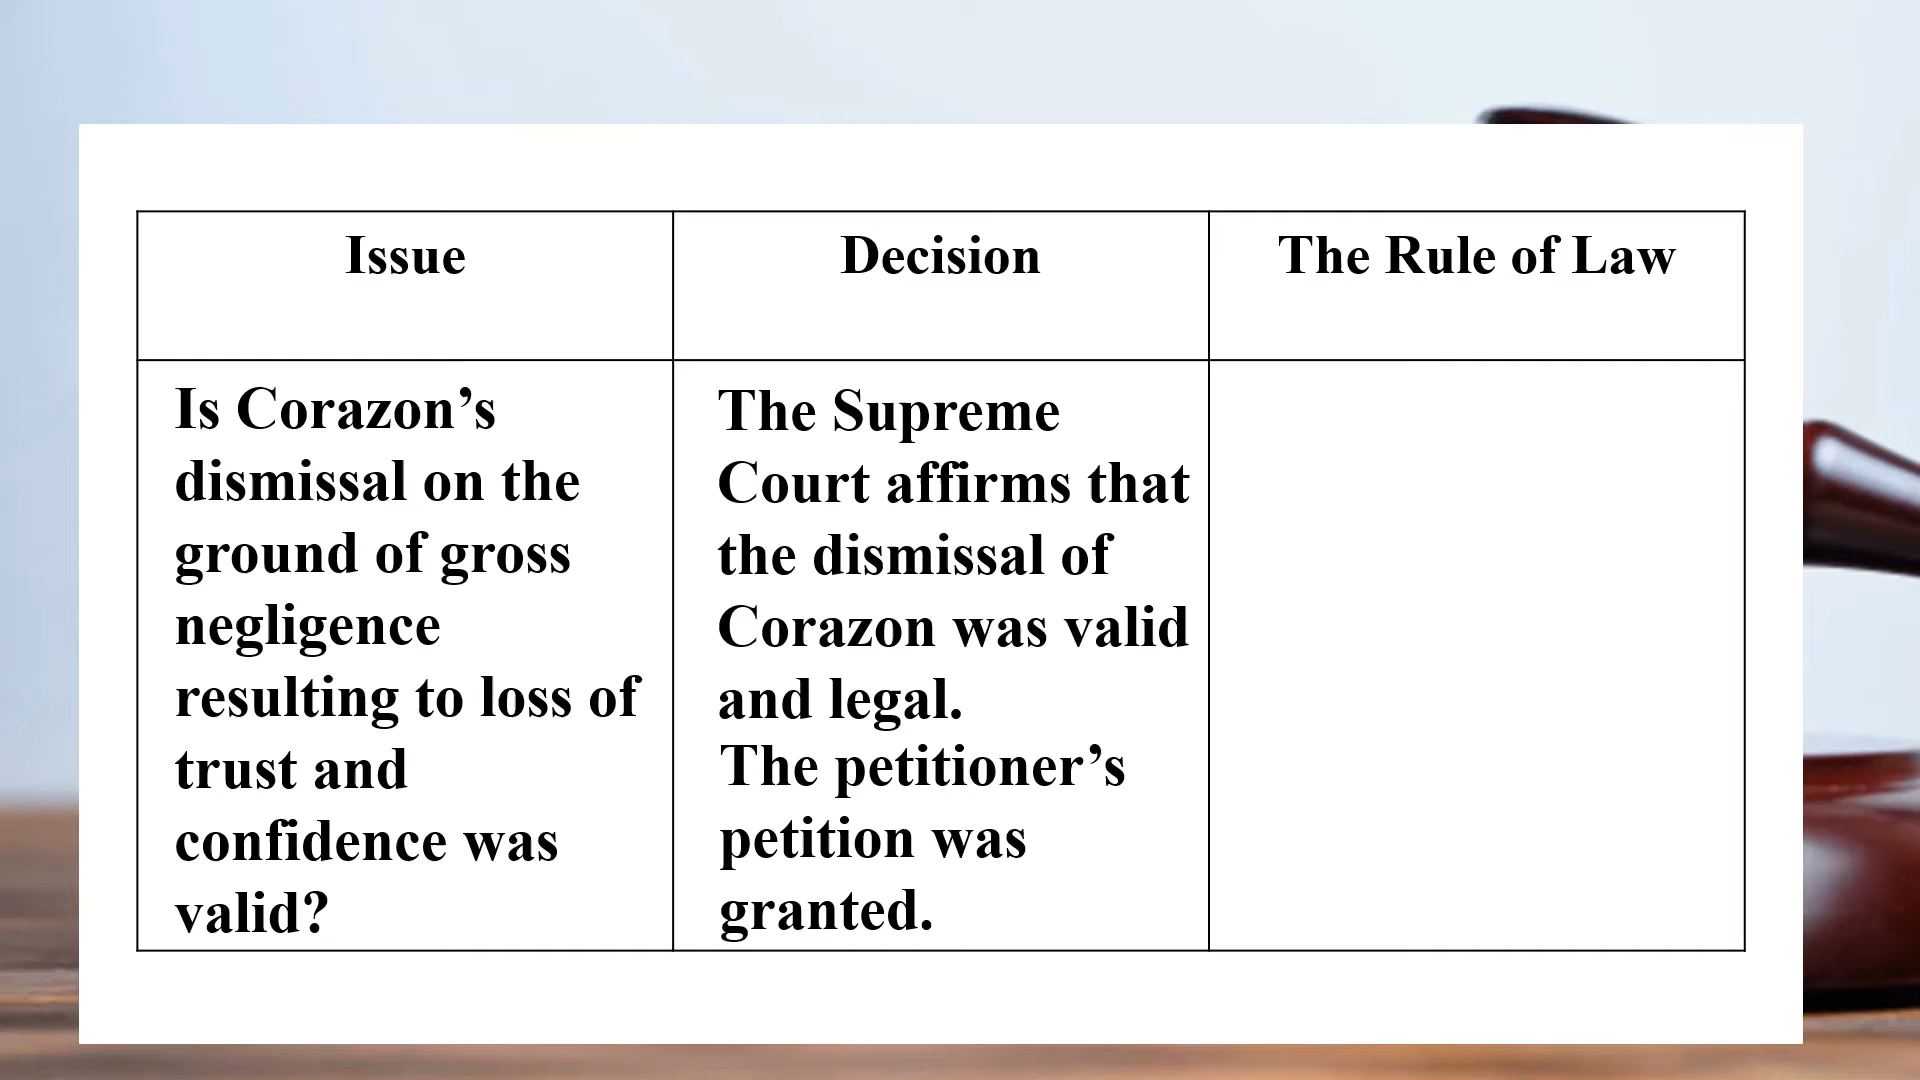 Issue
Decision
The Rule of Law
Is Corazon’s
dismissal on the
ground of gross
negligence
resulting to loss of
trust and
confidence was
valid?
The Supreme
Court affirms that
the dismissal of
Corazon was valid
and legal.
The petitioner’s
petition was
granted.